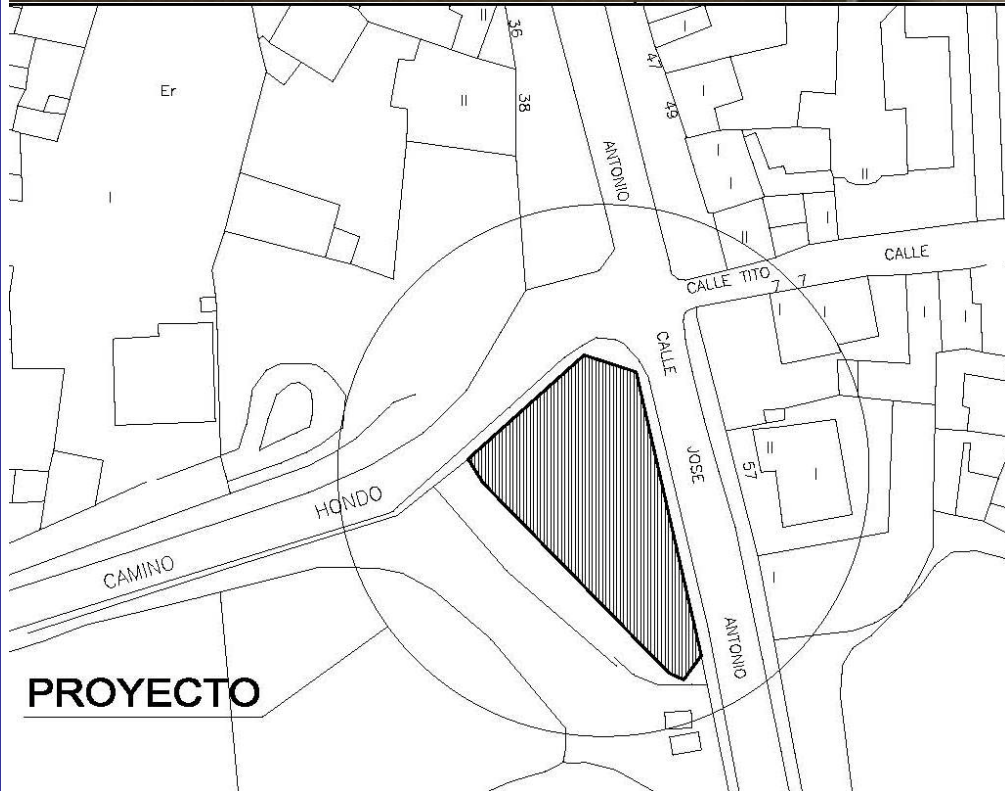 II
36
47
I
Er
II
38
I
49
ANTONIO
I
I
II
I
I
II
CALLE
CALLE TITO
7 7
I
I
I
I
CALLE
JOSE
II
57
I
HONDO
CAMINO
I
ANTONIO
PROYECTO